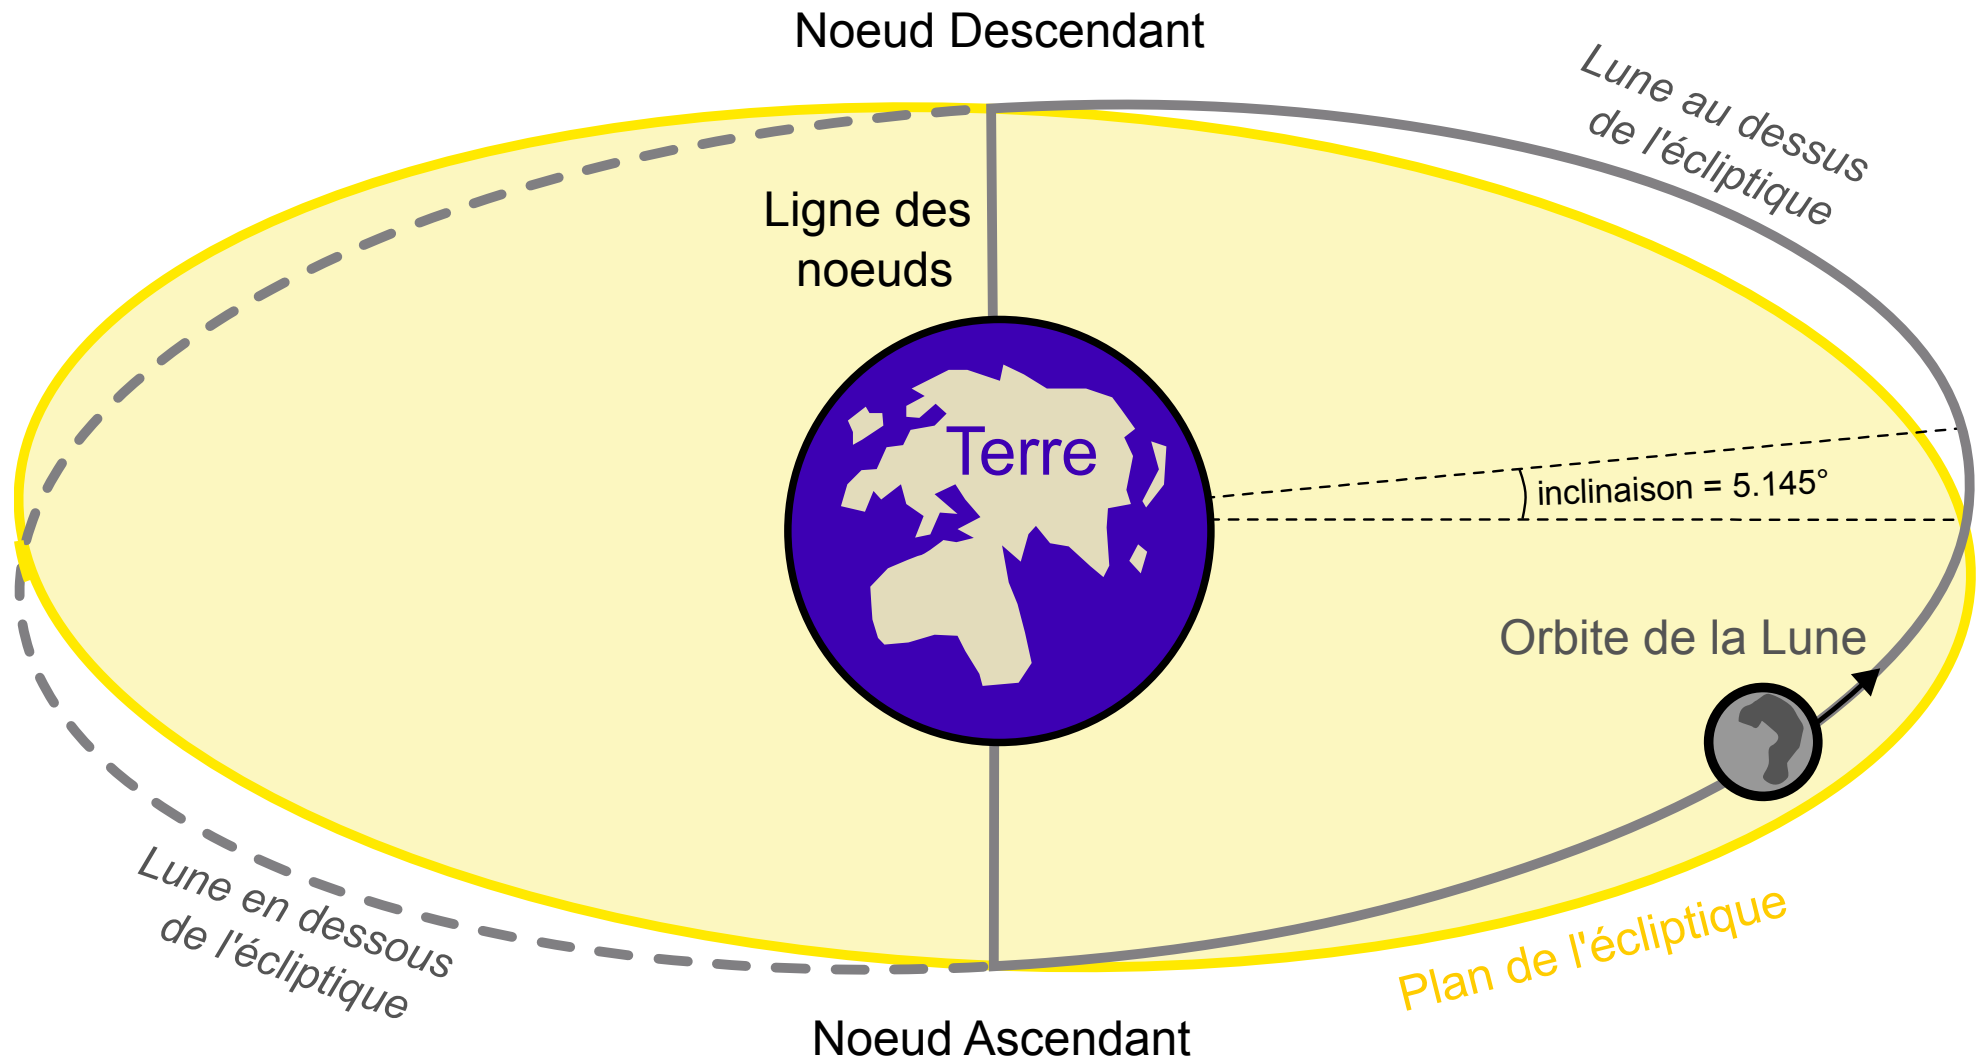 Noeud Descendant
Lune au dessus
de l'écliptique
Ligne des
noeuds
Terre
inclinaison = 5.145°
Orbite de la Lune
Lune en dessous
de l'écliptique
Plan de l'écliptique
Noeud Ascendant